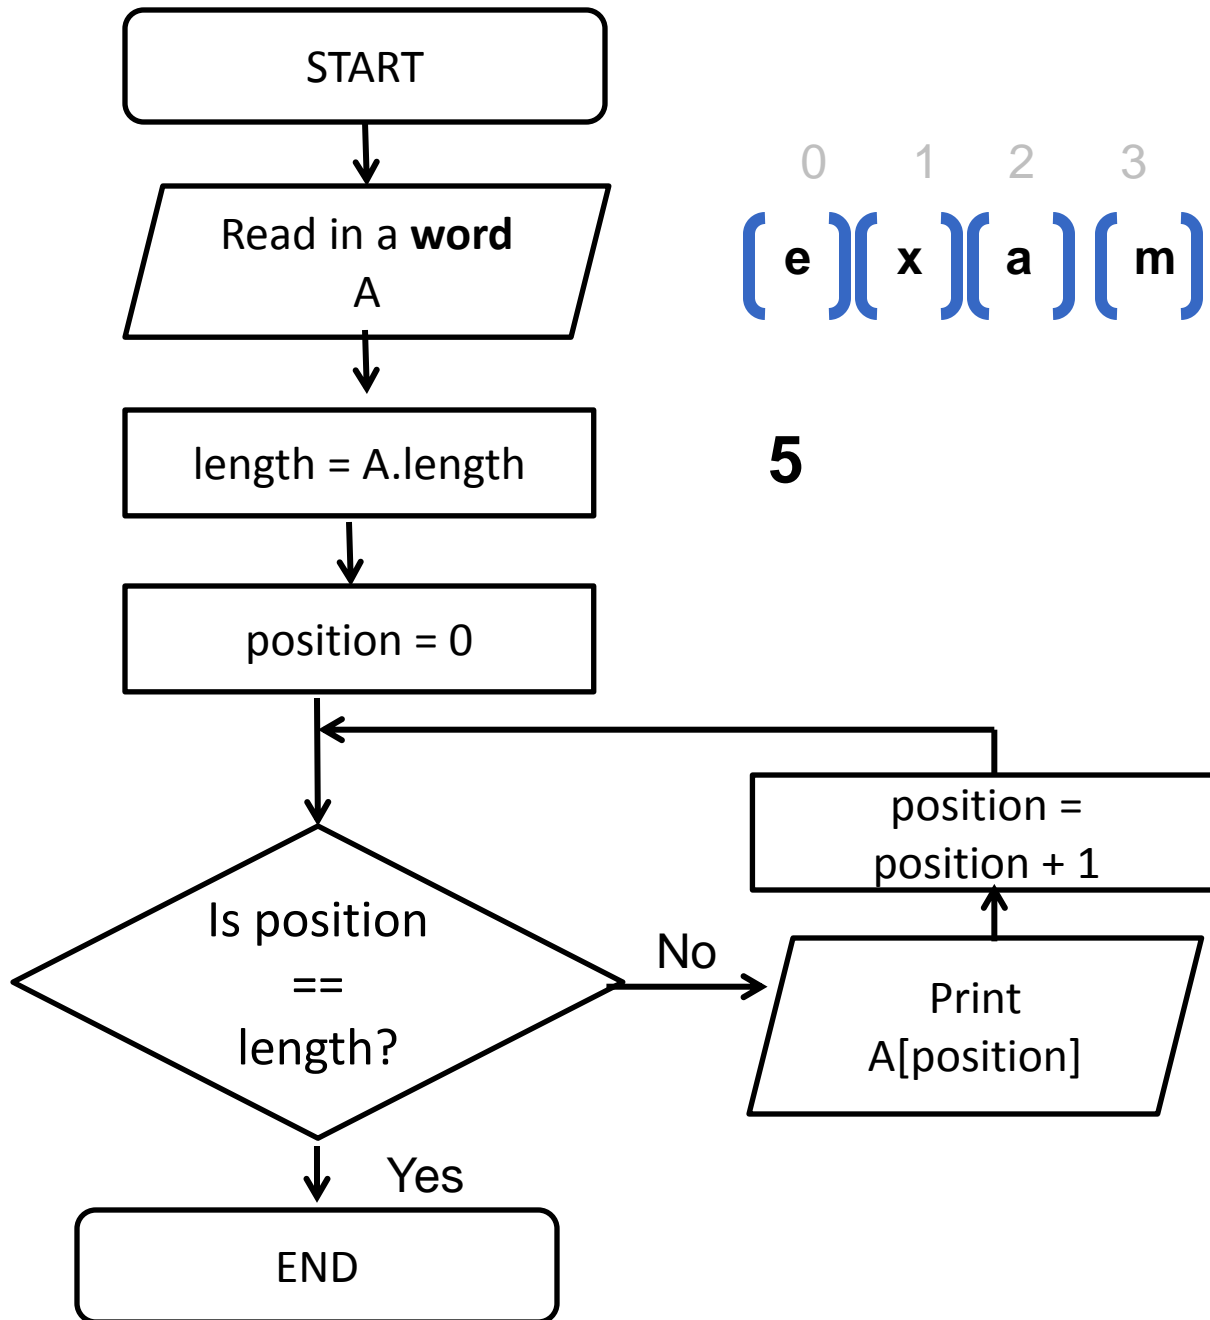 START
0 1 2 3
Read in a word
A
e x a m
length = A.length
5
position = 0
position =
position + 1
Is position
==
length?
No
Print
A[position]
Yes
END